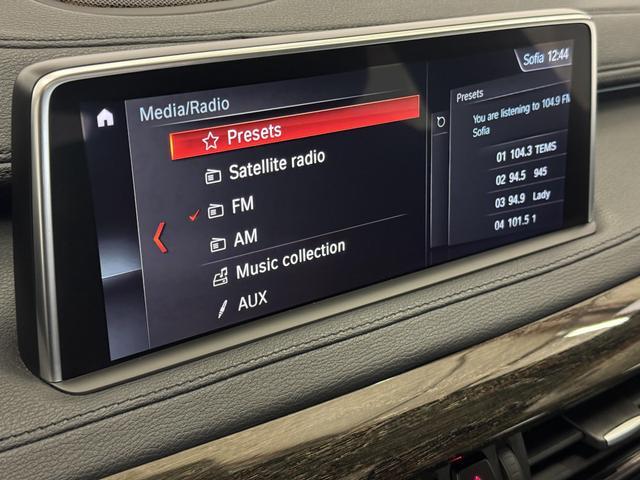 Sofia 12:44
Media/Radio
Presets
Satellite radio
FM
AM
Music collection
AUX
Presets
You are listening to 104.9 FM
Sofia
01 104.3 TEMS
02 94.5 945
03 94.9 Lady
04 101.5 1